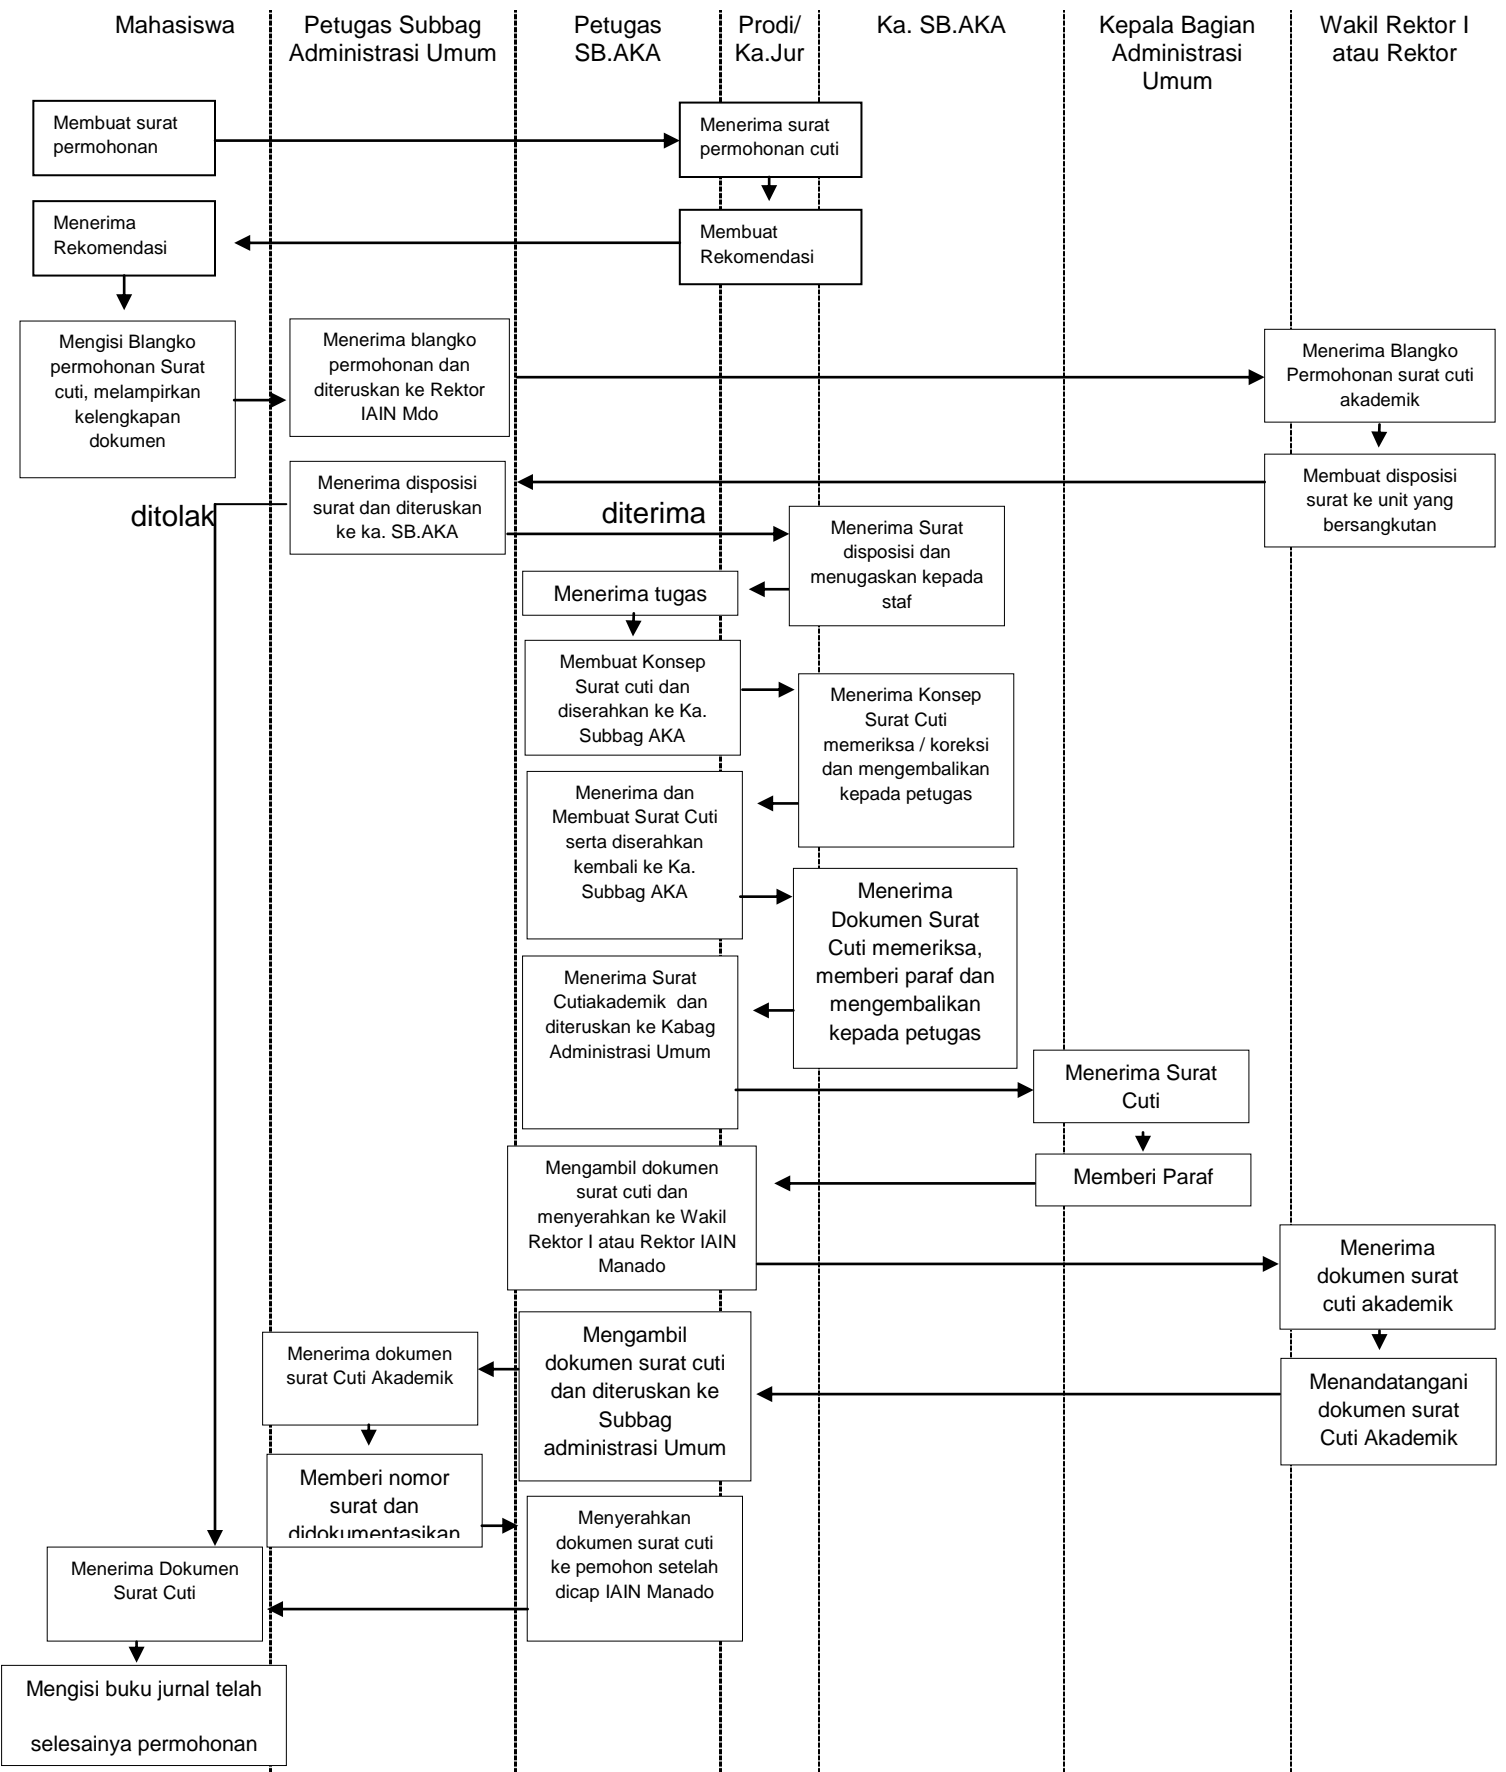 Mahasiswa
Petugas Subbag
Administrasi Umum
Petugas
SB.AKA
Prodi/
Ka.Jur
Ka. SB.AKA
Kepala Bagian
Administrasi
Umum
Wakil Rektor I
atau Rektor
Membuat surat
permohonan
Menerima surat
permohonan cuti
Menerima
Rekomendasi
Membuat
Rekomendasi
Mengisi Blangko
permohonan Surat
cuti, melampirkan
kelengkapan
dokumen
Menerima blangko
permohonan dan
diteruskan ke Rektor
IAIN Mdo
Menerima Blangko
Permohonan surat cuti
akademik
Membuat disposisi
surat ke unit yang
bersangkutan
Menerima disposisi
surat dan diteruskan
ke ka. SB.AKA
ditolak
diterima
Menerima Surat
disposisi dan
menugaskan kepada
staf
Menerima tugas
Membuat Konsep
Surat cuti dan
diserahkan ke Ka.
Subbag AKA
Menerima Konsep
Surat Cuti
memeriksa / koreksi
dan mengembalikan
kepada petugas
Menerima dan
Membuat Surat Cuti
serta diserahkan
kembali ke Ka.
Subbag AKA
Menerima
Dokumen Surat
Cuti memeriksa,
memberi paraf dan
mengembalikan
kepada petugas
Menerima Surat
Cutiakademik  dan
diteruskan ke Kabag
Administrasi Umum
Menerima Surat
Cuti
Memberi Paraf
Mengambil dokumen
surat cuti dan
menyerahkan ke Wakil
Rektor I atau Rektor IAIN
Manado
Menerima
dokumen surat
cuti akademik
Menandatangani
dokumen surat
Cuti Akademik
Mengambil
dokumen surat cuti
dan diteruskan ke
Subbag
administrasi Umum
Menerima dokumen
surat Cuti Akademik
Memberi nomor
surat dan
didokumentasikan
Menyerahkan
dokumen surat cuti
ke pemohon setelah
dicap IAIN Manado
Menerima Dokumen
Surat Cuti
Mengisi buku jurnal telah
selesainya permohonan